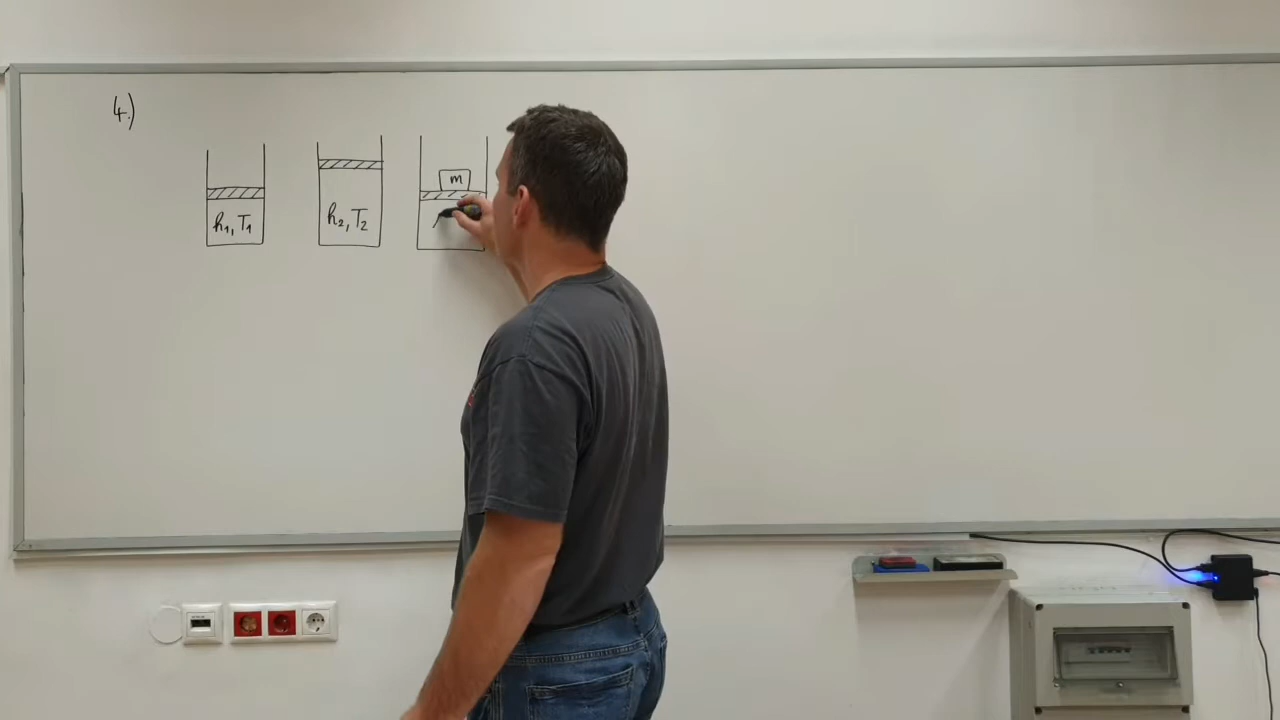 4.)
m
h₁, T₁
h₂, T₂